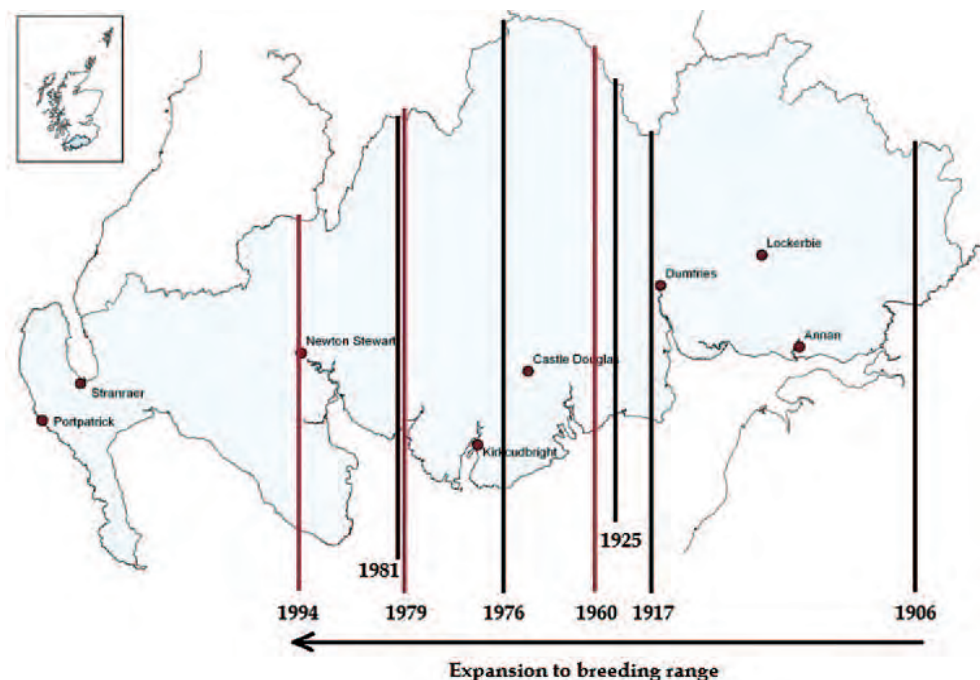 Lockerbie
Dumfries
Annan
Newton Stewart
Castle Douglas
Stranraer
Portpatrick
Kirkcudbright
1925
1981
1994
1979
1976
1960
1917
1906
Expansion to breeding range